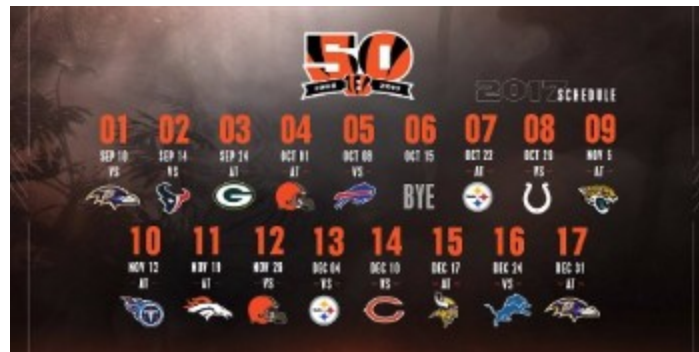 50
1968 2017
2017 SCHEDULE
01 02 03 04 05 06 07 08 09
SEP 10 SEP 14 SEP 24 OCT 01 OCT 08 OCT 15 OCT 22 OCT 29 NOV 5
VS VS AT AT VS AT VS AT
BYE
10 11 12 13 14 15 16 17
NOV 12 NOV 19 NOV 26 DEC 04 DEC 10 DEC 17 DEC 24 DEC 31
AT AT VS VS VS AT VS AT